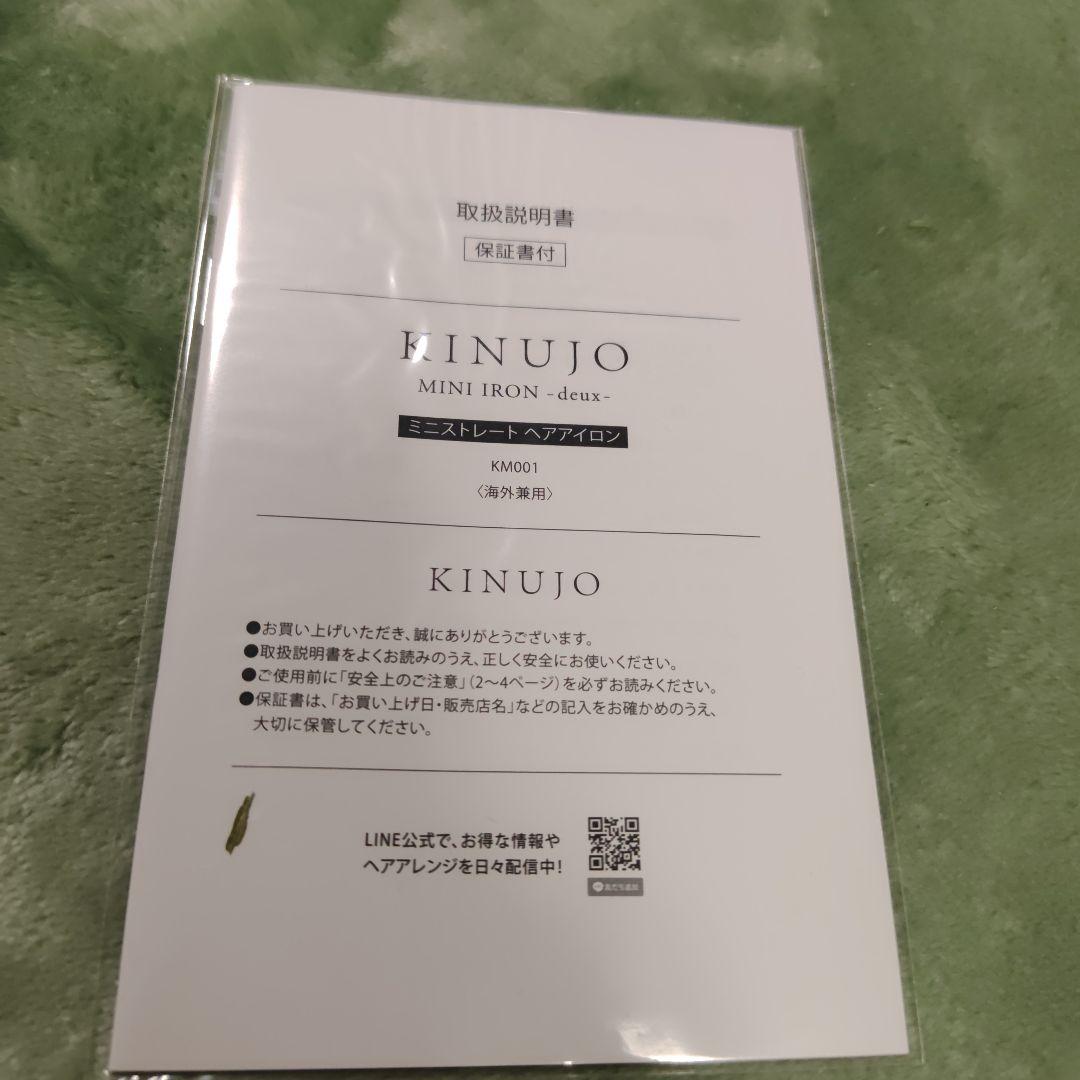 取扱説明書
保証書付
KINUJO
MINI IRON -deux-
ミニストレート ヘアアイロン
KM001
〈海外兼用〉
KINUJO
●お買い上げいただき、誠にありがとうございます。
●取扱説明書をよくお読みのうえ、正しく安全にお使いください。
●ご使用前に「安全上のご注意」(2〜4ページ)を必ずお読みください。
●保証書は、「お買い上げ日・販売店名」などの記入をお確かめのうえ、
大切に保管してください。
LINE公式で、お得な情報や
ヘアアレンジを日々配信中!
友だち追加